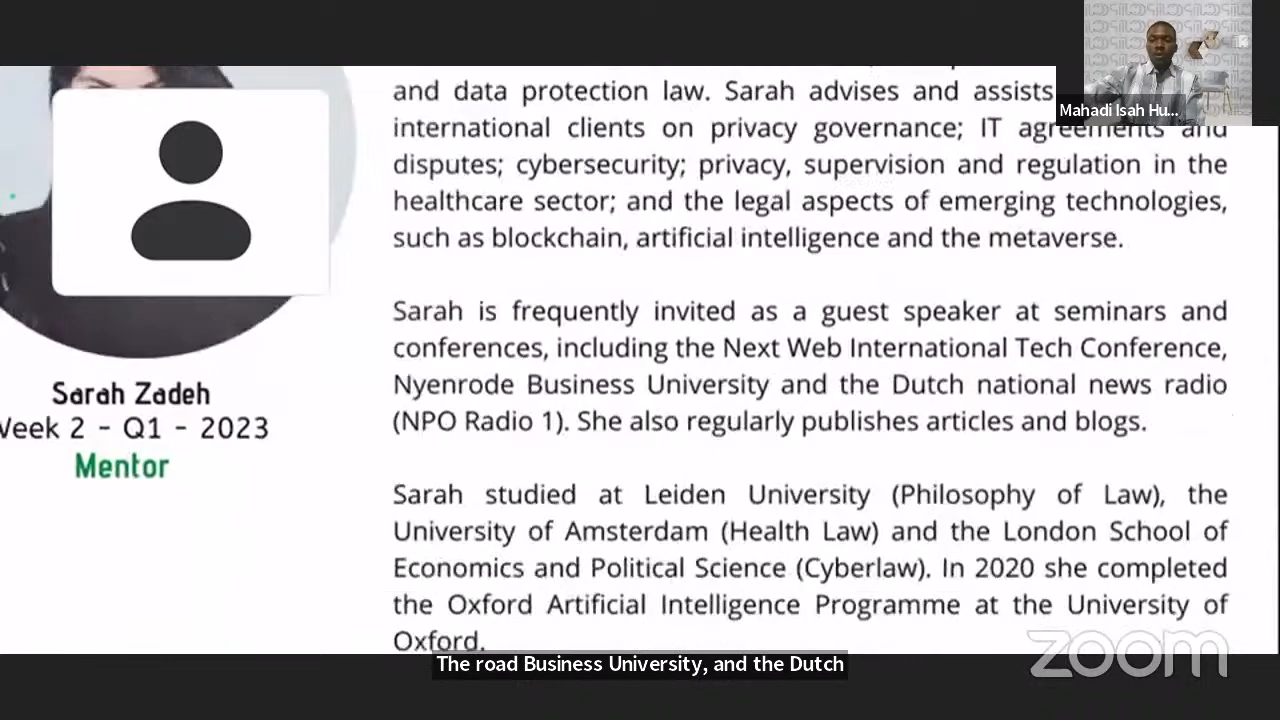 and data protection law. Sarah advises and assists
Mahadi Isah Hu...
international clients on privacy governance; IT agreements and
disputes; cybersecurity; privacy, supervision and regulation in the
healthcare sector; and the legal aspects of emerging technologies,
such as blockchain, artificial intelligence and the metaverse.
Sarah is frequently invited as a guest speaker at seminars and
conferences, including the Next Web International Tech Conference,
Nyenrode Business University and the Dutch national news radio
(NPO Radio 1). She also regularly publishes articles and blogs.
Sarah Zadeh
Week 2 - Q1 - 2023
Mentor
Sarah studied at Leiden University (Philosophy of Law), the
University of Amsterdam (Health Law) and the London School of
Economics and Political Science (Cyberlaw). In 2020 she completed
the Oxford Artificial Intelligence Programme at the University of
Oxford.
zoom
The road Business University, and the Dutch